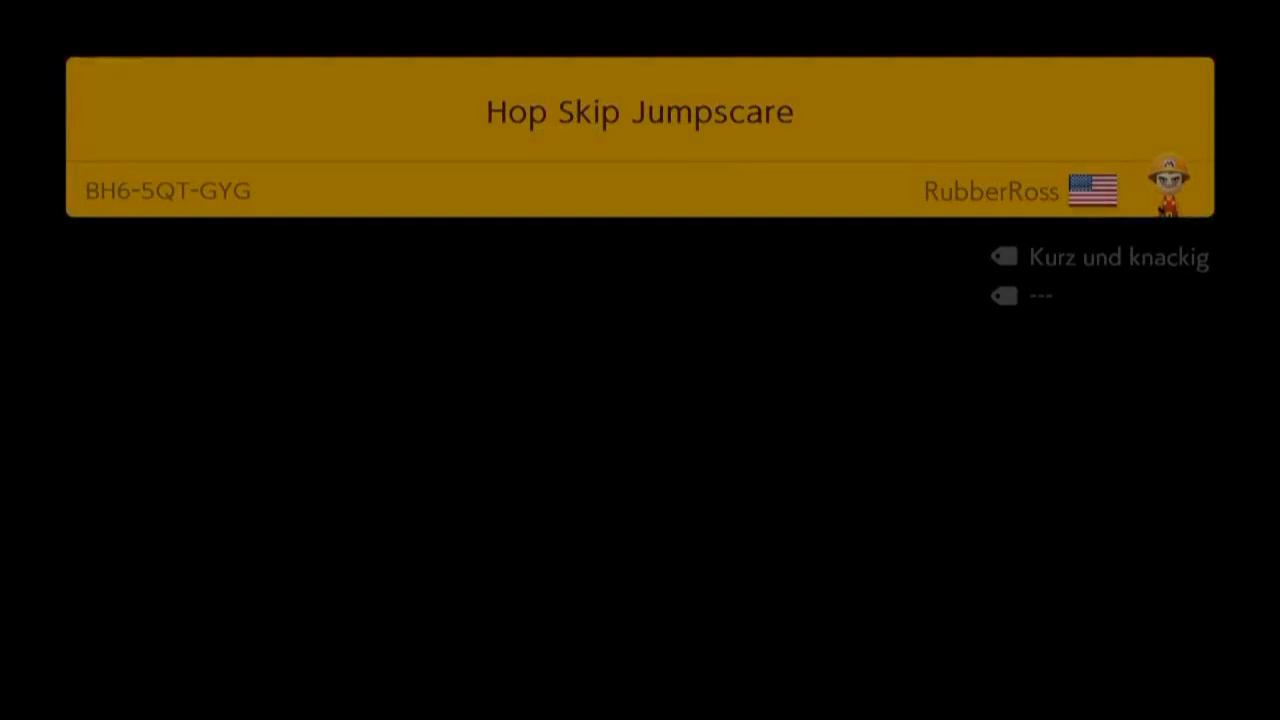 Hop Skip Jumpscare
BH6-5QT-GYG
RubberRoss
Kurz und knackig
---